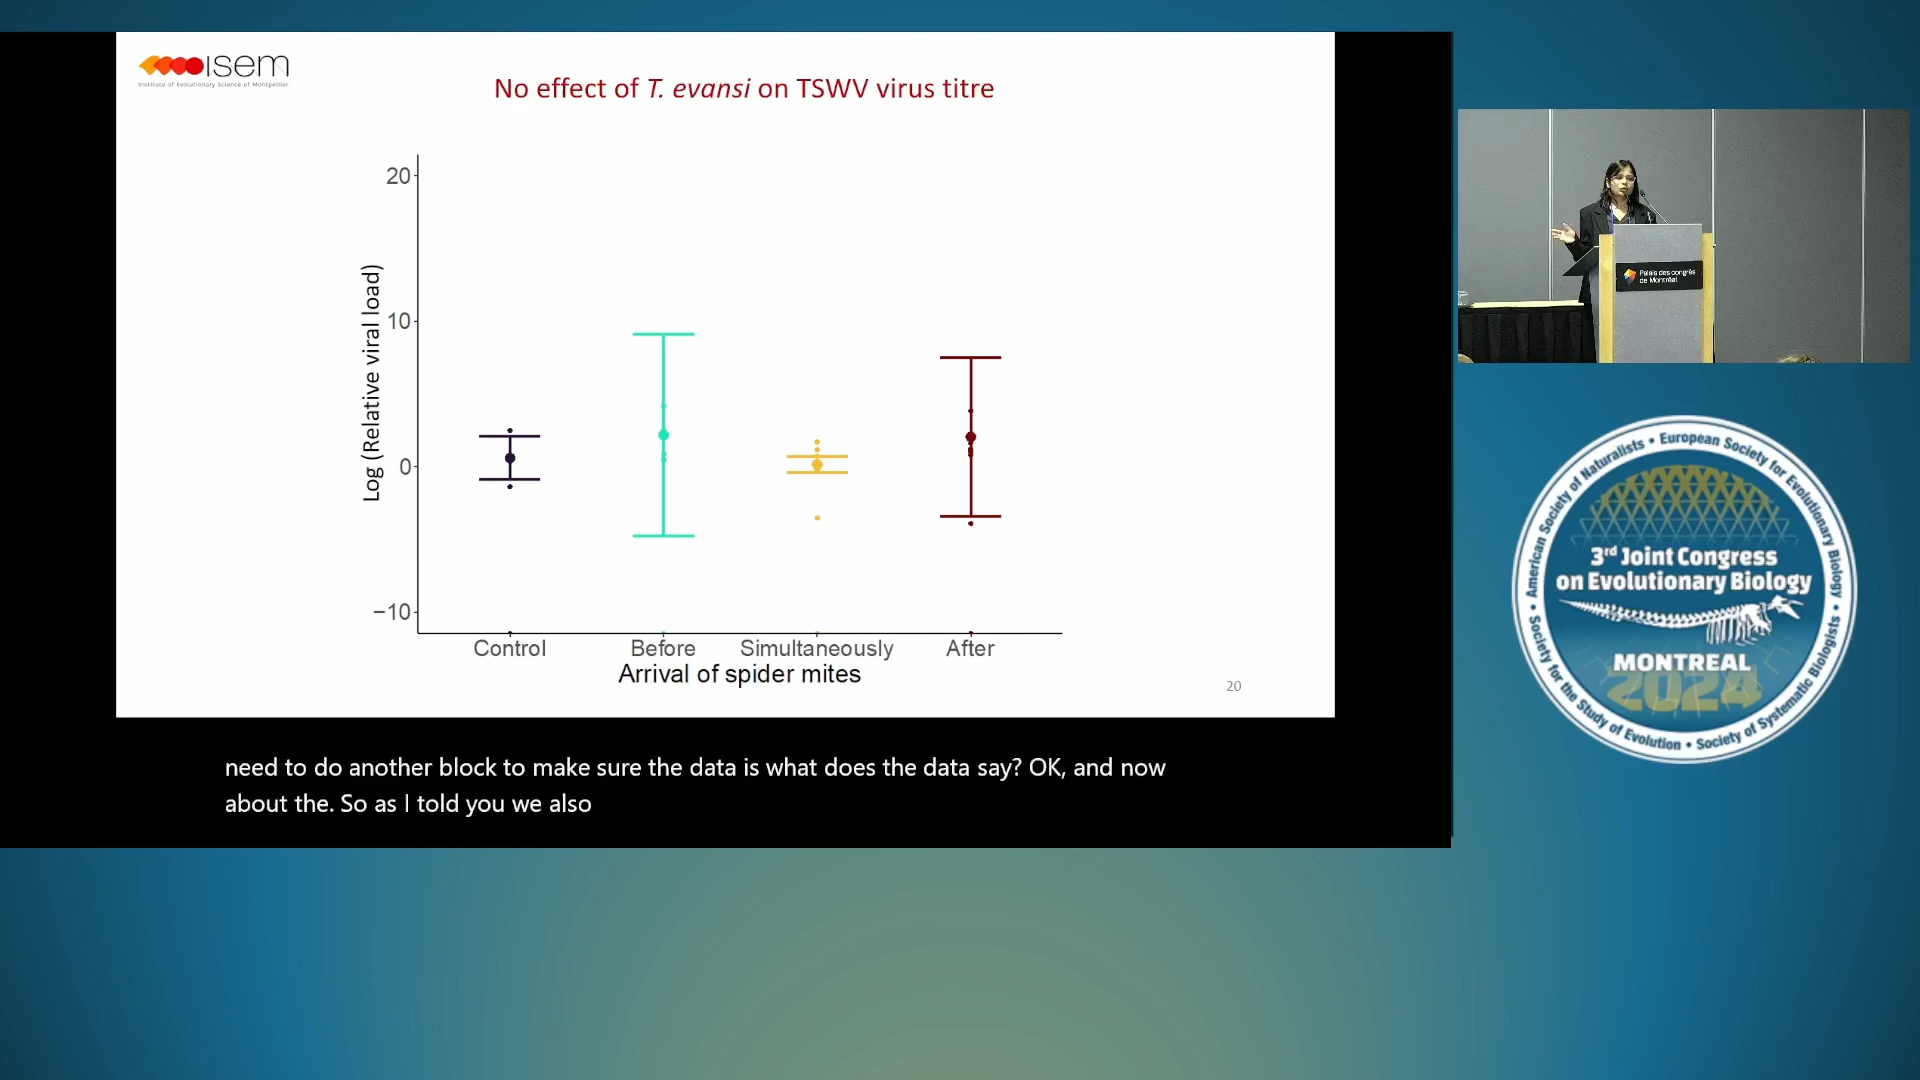 isem
Institute of Evolutionary Science of Montpellier
No effect of T. evansi on TSWV virus titre
20
10
0
−10
Log (Relative viral load)
Control
Before
Simultaneously
After
Arrival of spider mites
20
need to do another block to make sure the data is what does the data say? OK, and now
about the. So as I told you we also
Palais des congrès
de Montréal
American Society of Naturalists • European Society for Evolutionary Biology • Society of Systematic Biologists • Society for the Study of Evolution •
3rd Joint Congress
on Evolutionary Biology
MONTREAL
2024